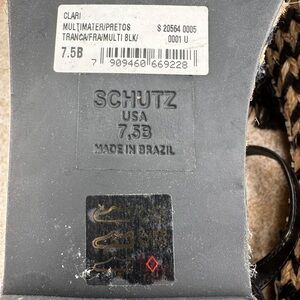 CLARI
MULTIMATER/PRETOS S 20564 0005
TRANCA/FRA/MULTI BLK/ 0001 U
7.5B
7 909460 669228
SCHUTZ
USA
7,5B
MADE IN BRAZIL